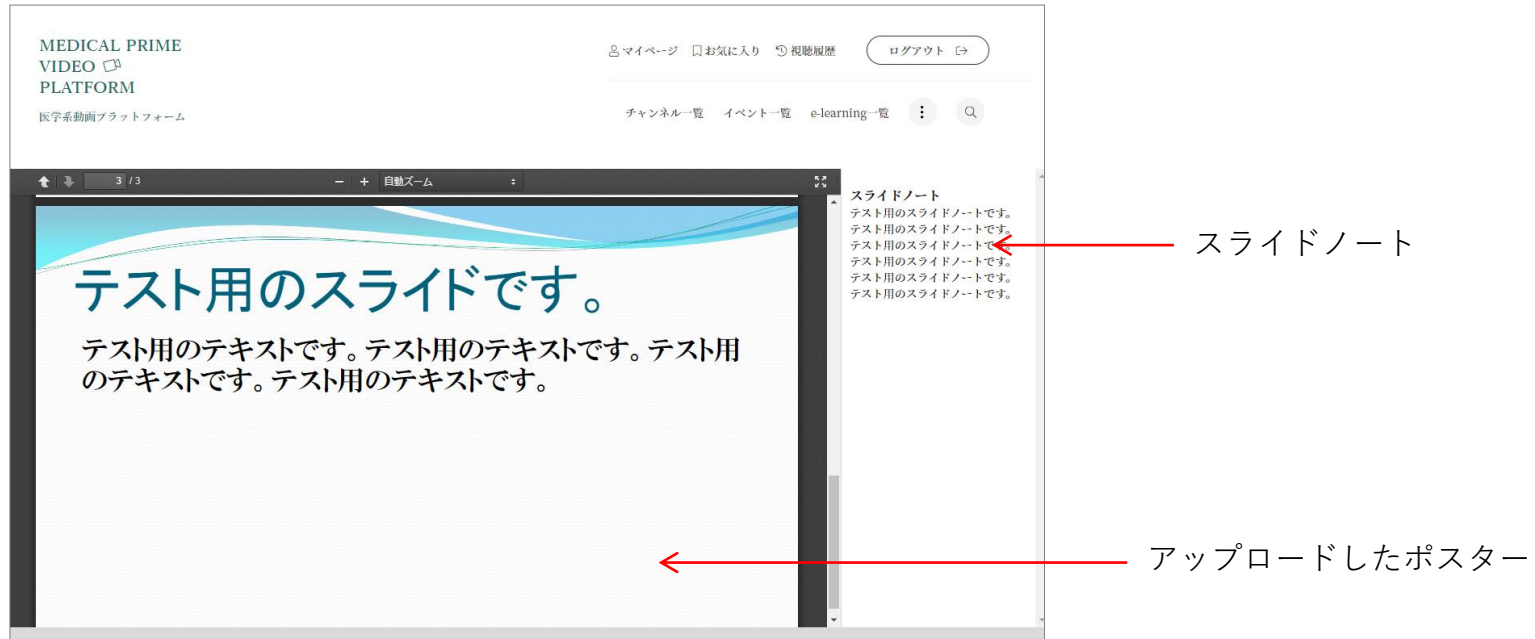 MEDICAL PRIME
VIDEO
PLATFORM
医学系動画プラットフォーム
マイページ お気に入り 視聴履歴 ログアウト
チャンネル一覧 イベント一覧 e-learning一覧
3 / 3 − + 自動ズーム
テスト用のスライドです。
テスト用のテキストです。テスト用のテキストです。テスト用
のテキストです。テスト用のテキストです。
スライドノート
テスト用のスライドノートです。
テスト用のスライドノートです。
テスト用のスライドノートです。
テスト用のスライドノートです。
テスト用のスライドノートです。
テスト用のスライドノートです。
スライドノート
アップロードしたポスター